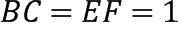 𝐵𝐶 = 𝐸𝐹 = 1